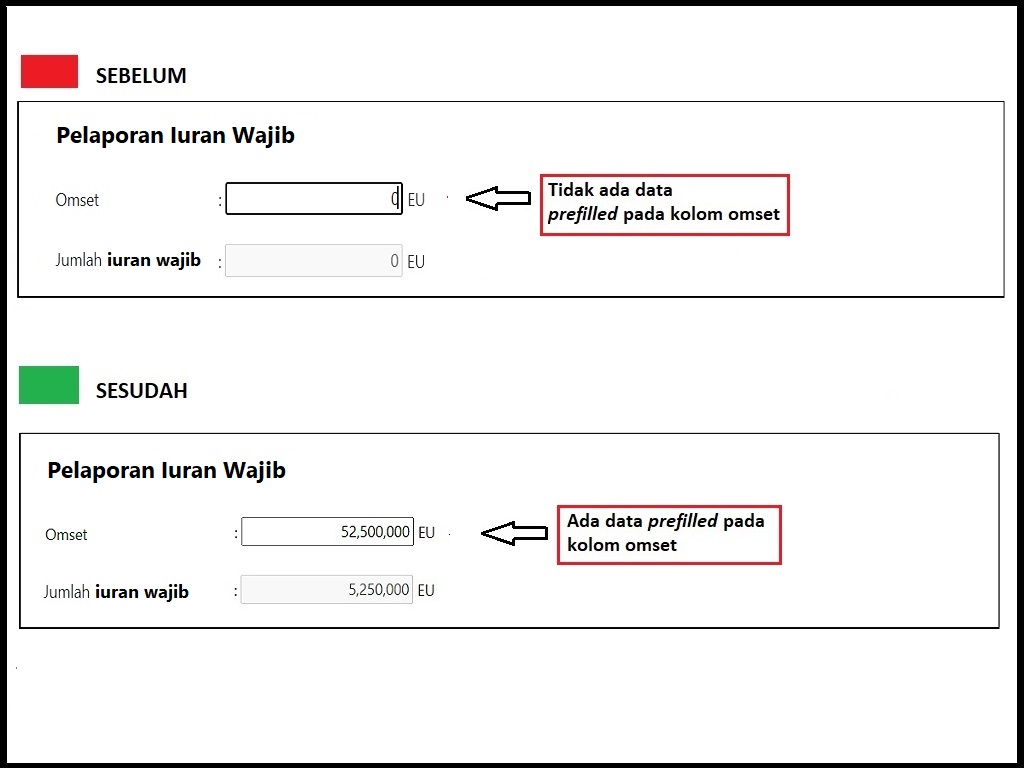 SEBELUM
Pelaporan Iuran Wajib
Omset : 0 EU
Tidak ada data
prefilled pada kolom omset
Jumlah iuran wajib : 0 EU
SESUDAH
Pelaporan Iuran Wajib
Omset : 52,500,000 EU
Ada data prefilled pada
kolom omset
Jumlah iuran wajib : 5,250,000 EU